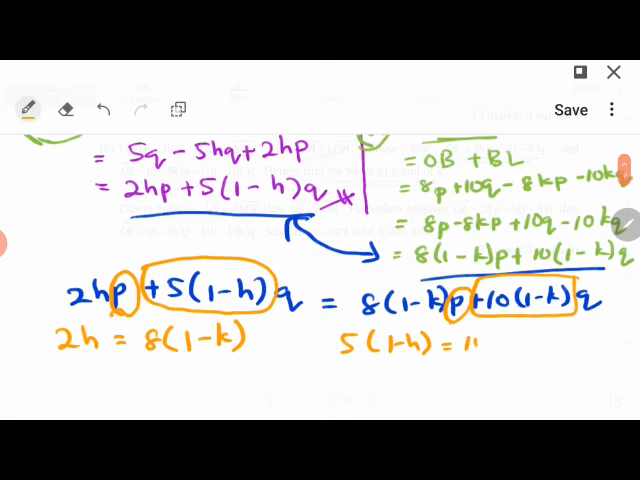 Save
= 5q - 5hq + 2hp
= 2hp + 5(1-h)q
= OB + BL
= 8p + 10q - 8kp - 10kq
= 8p - 8kp + 10q - 10kq
= 8(1-k)p + 10(1-k)q
2hp + 5(1-h)q = 8(1-k)p + 10(1-k)q
2h = 8(1-k)
5(1-h) = 1